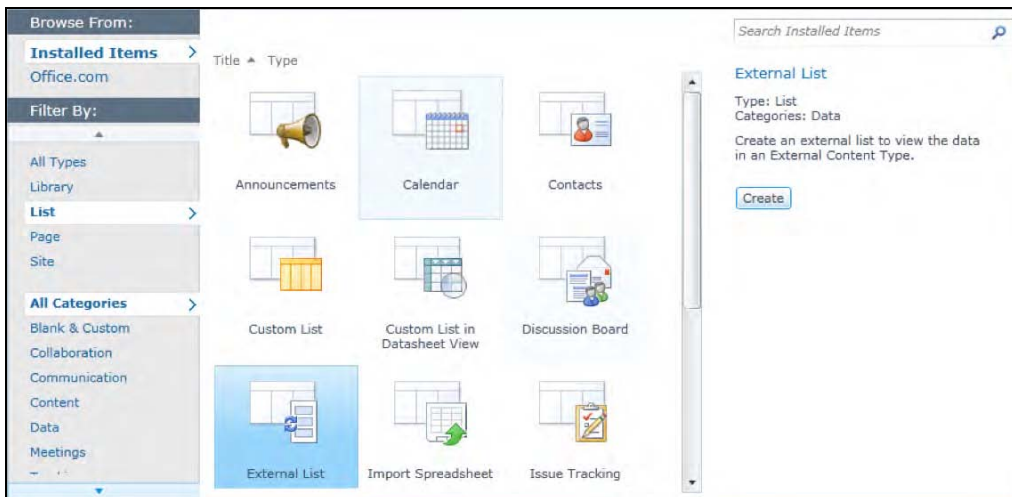 Browse From:
Installed Items
Office.com
Filter By:
All Types
Library
List
Page
Site
All Categories
Blank & Custom
Collaboration
Communication
Content
Data
Meetings
Title Type
Announcements
Calendar
Contacts
Custom List
Custom List in
Datasheet View
Discussion Board
External List
Import Spreadsheet
Issue Tracking
Search Installed Items
External List
Type: List
Categories: Data
Create an external list to view the data
in an External Content Type.
Create